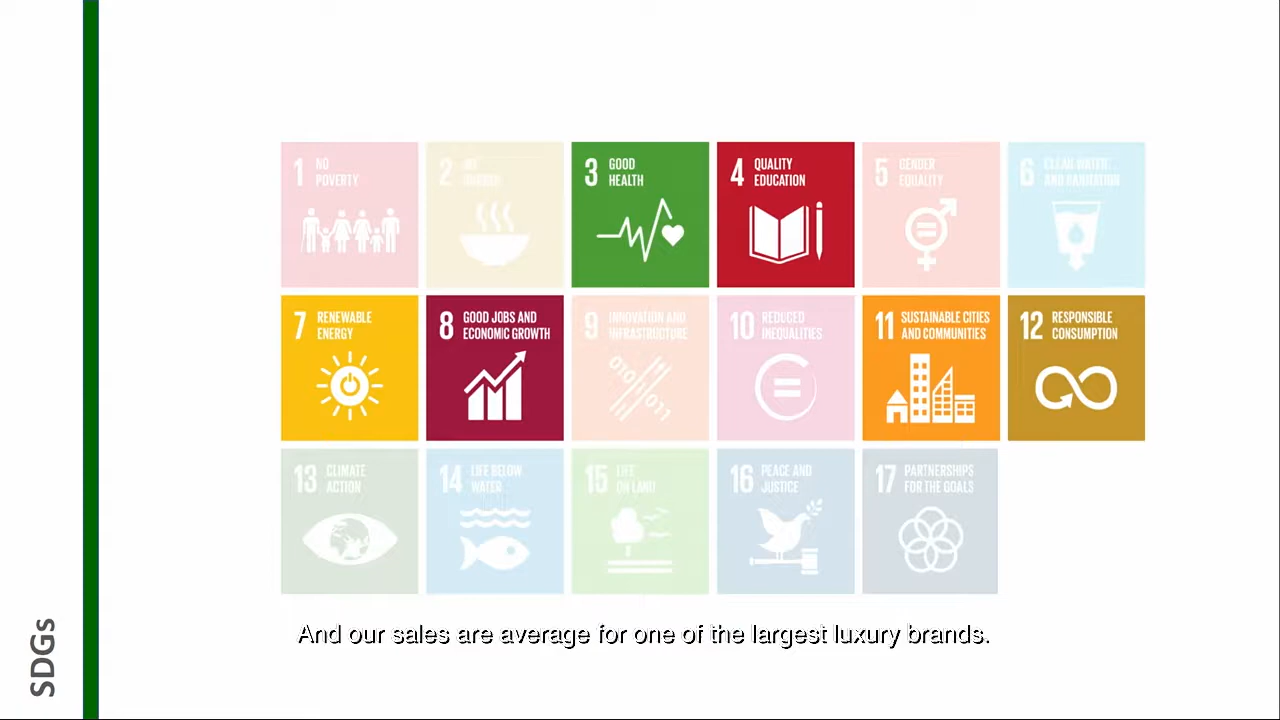 1 NO POVERTY
2 NO HUNGER
3 GOOD HEALTH
4 QUALITY EDUCATION
5 GENDER EQUALITY
6 CLEAN WATER AND SANITATION
7 RENEWABLE ENERGY
8 GOOD JOBS AND ECONOMIC GROWTH
9 INNOVATION AND INFRASTRUCTURE
10 REDUCED INEQUALITIES
11 SUSTAINABLE CITIES AND COMMUNITIES
12 RESPONSIBLE CONSUMPTION
13 CLIMATE ACTION
14 LIFE BELOW WATER
15 LIFE ON LAND
16 PEACE AND JUSTICE
17 PARTNERSHIPS FOR THE GOALS
And our sales are average for one of the largest luxury brands.
SDGs